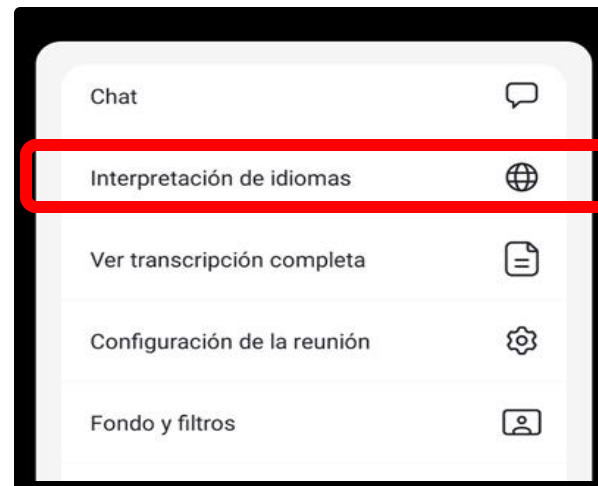 Chat
Interpretación de idiomas
Ver transcripción completa
Configuración de la reunión
Fondo y filtros